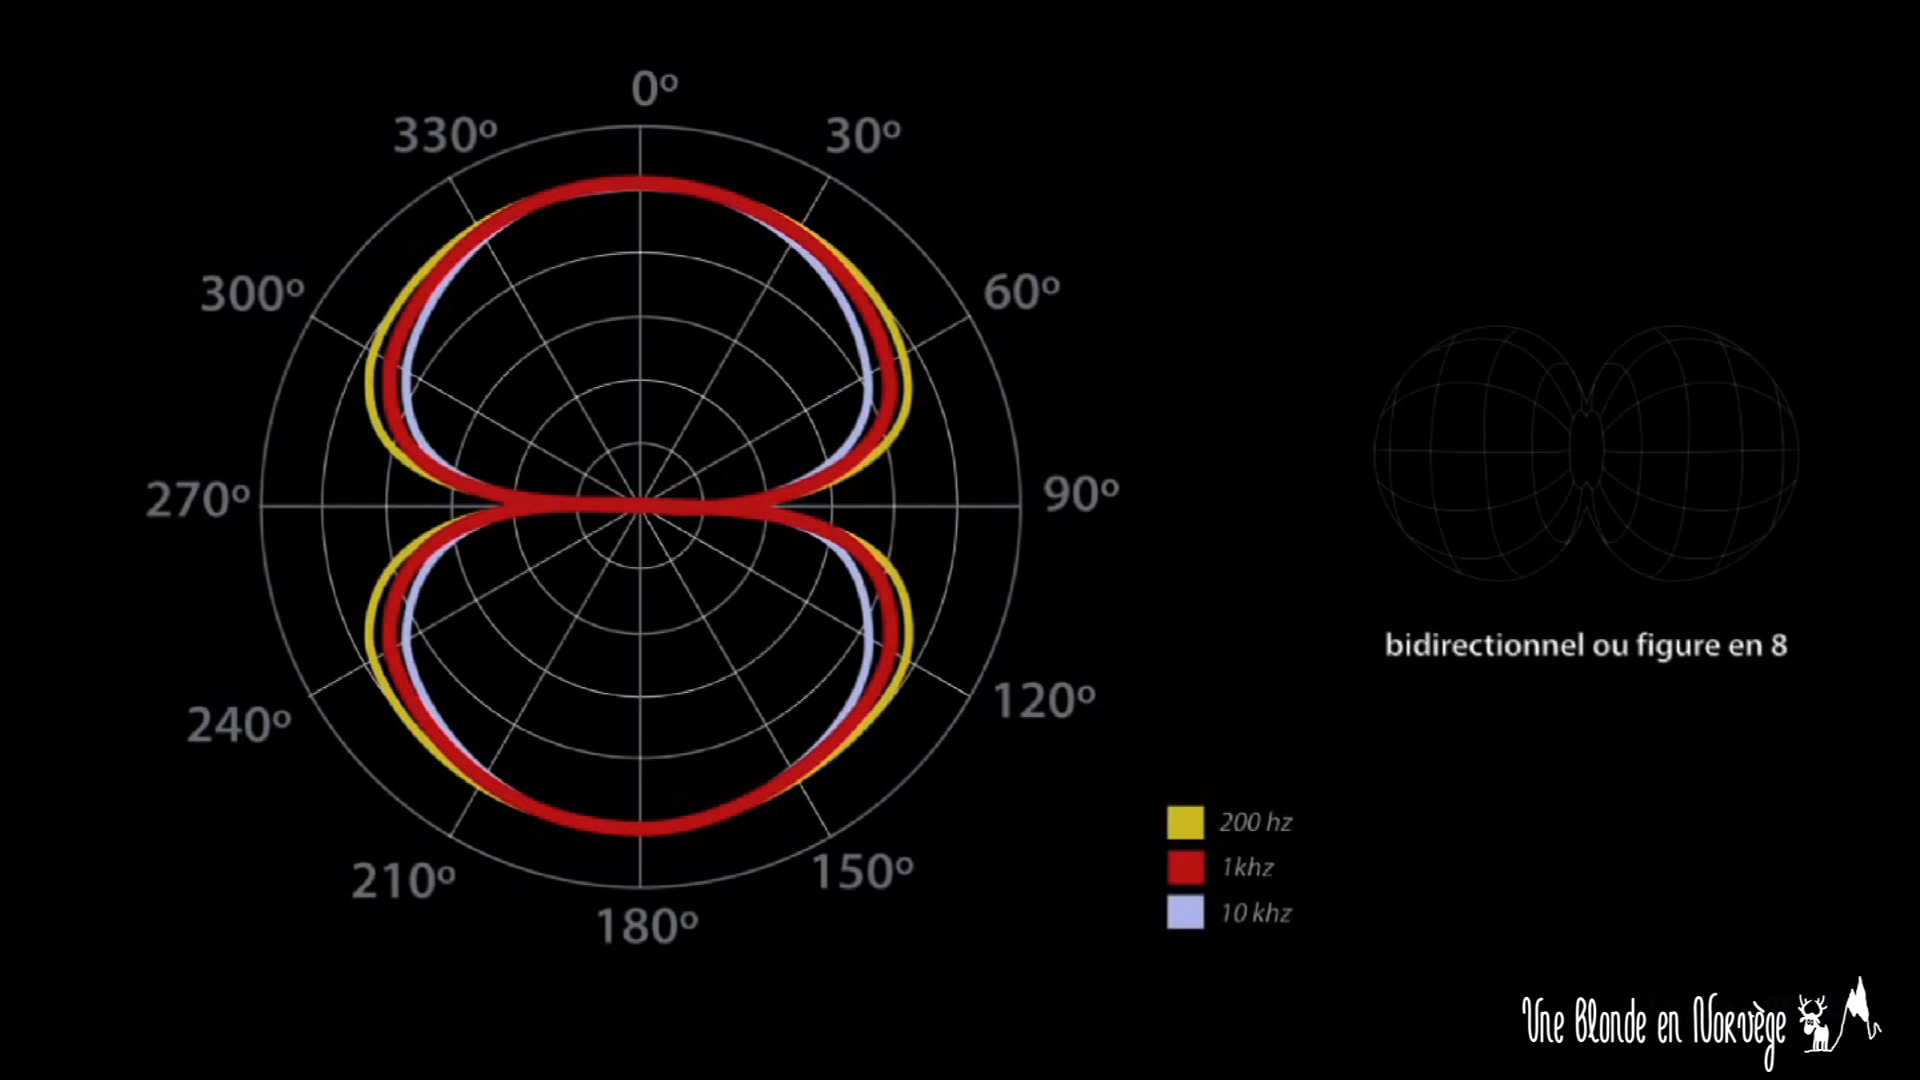 0º
330º
30º
300º
60º
270º
90º
240º
120º
210º
150º
180º
bidirectionnel ou figure en 8
200 hz
1khz
10 khz
Une Blonde en Norvège